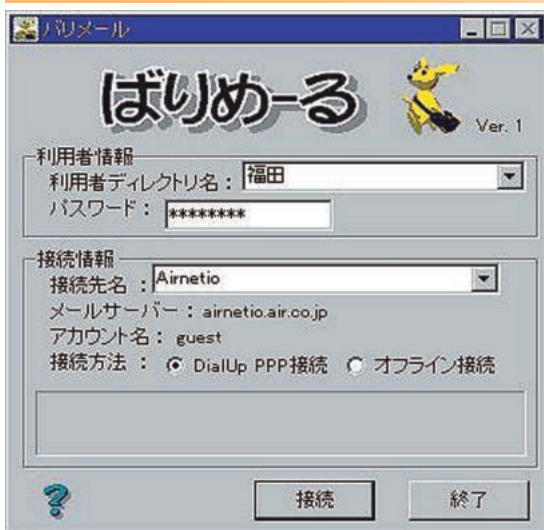 バリメール
ばりめーる
Ver. 1
利用者情報
利用者ディレクトリ名：福田
パスワード：********
接続情報
接続先名：Airnetio
メールサーバー：airnetio.air.co.jp
アカウント名：guest
接続方法：DialUp PPP接続 オフライン接続
?
接続 終了